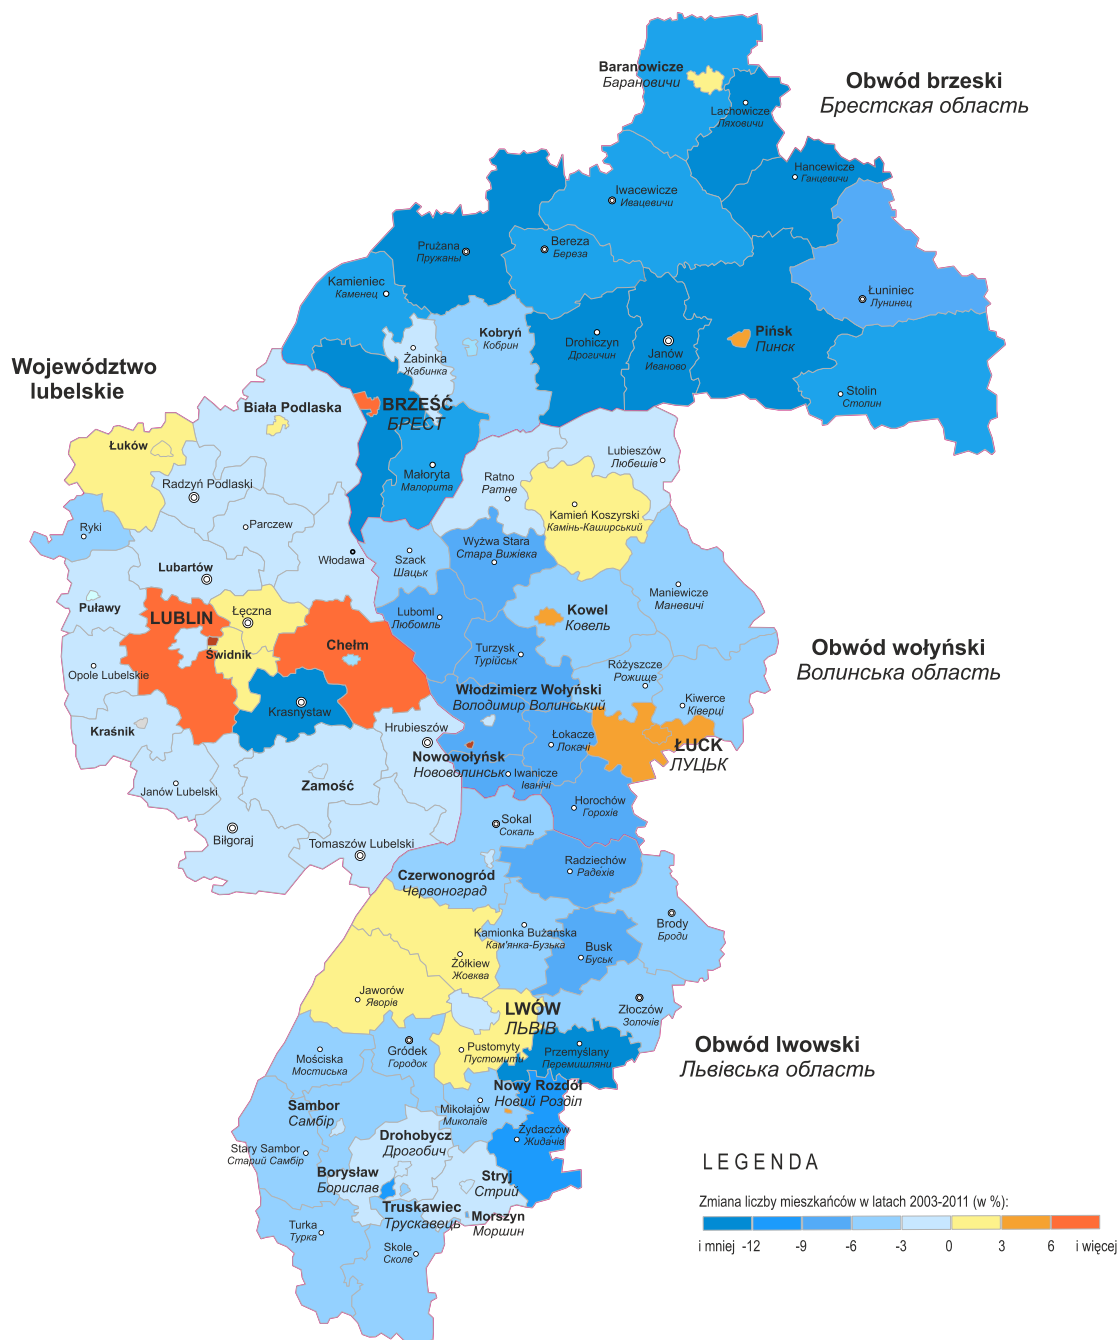 Baranowicze
Барановичи
Obwód brzeski
Брестская область
Lachowicze
Ляховичи
Hancewicze
Ганцевичи
Iwacewicze
Ивацевичи
Prużana
Пружаны
Bereza
Береза
Kamieniec
Каменец
Łuniniec
Лунинец
Kobryń
Кобрин
Żabinka
Жабинка
Drohiczyn
Дрогичин
Janów
Иваново
Pińsk
Пинск
Stolin
Столин
Województwo
lubelskie
BRZEŚĆ
БРЕСТ
Biała Podlaska
Łuków
Radzyń Podlaski
Małoryta
Малорита
Ratno
Ратне
Lubieszów
Любешів
Kamień Koszyrski
Камінь-Каширський
Ryki
Parczew
Włodawa
Szack
Шацьк
Wyżwa Stara
Стара Вижівка
Lubartów
Puławy
LUBLIN
Łęczna
Świdnik
Chełm
Luboml
Любомль
Kowel
Ковель
Maniewicze
Маневичі
Obwód wołyński
Волинська область
Turzysk
Турійськ
Różyszcze
Рожище
Kiwerce
Ківерці
Opole Lubelskie
Krasnystaw
Włodzimierz Wołyński
Володимир Волинський
Kraśnik
Hrubieszów
Łokacze
Локачі
ŁUCK
ЛУЦЬК
Nowowołyńsk
Нововолинськ
Iwanicze
Іванічі
Janów Lubelski
Zamość
Horochów
Горохів
Biłgoraj
Tomaszów Lubelski
Sokal
Сокаль
Radziechów
Радехів
Czerwonogród
Червоноград
Kamionka Bużańska
Кам'янка-Бузька
Brody
Броди
Busk
Буськ
Żółkiew
Жовква
Jaworów
Яворів
LWÓW
ЛЬВІВ
Złoczów
Золочів
Obwód lwowski
Львівська область
Mościska
Мостиська
Gródek
Городок
Pustomyty
Пустомити
Przemyślany
Перемишляни
Nowy Rozdół
Новий Розділ
Sambor
Самбір
Mikołajów
Миколаїв
Żydaczów
Жидачів
Drohobycz
Дрогобич
Stary Sambor
Старий Самбір
Borysław
Борислав
Stryj
Стрий
Truskawiec
Трускавець
Morszyn
Моршин
Turka
Турка
Skole
Сколе
LEGENDA
Zmiana liczby mieszkańców w latach 2003-2011 (w %):
i mniej -12 -9 -6 -3 0 3 6 i więcej